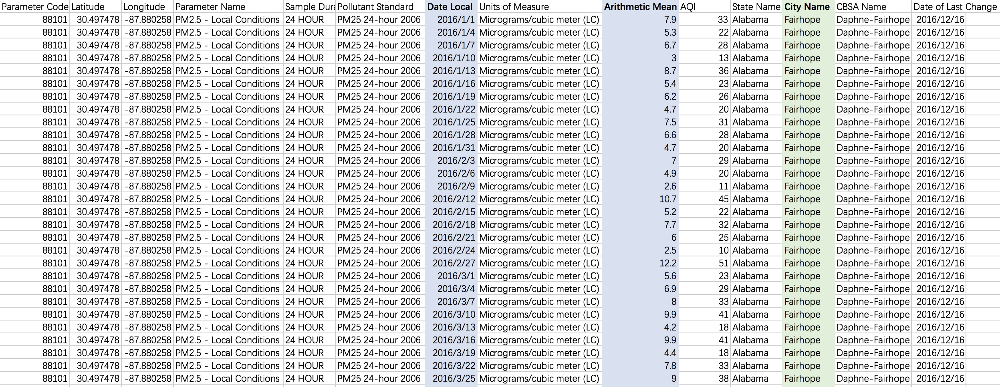 Parameter Code Latitude Longitude Parameter Name Sample Dura Pollutant Standard Date Local Units of Measure Arithmetic Mean AQI State Name City Name CBSA Name Date of Last Change
88101 30.497478 -87.880258 PM2.5 - Local Conditions 24 HOUR PM25 24-hour 2006 2016/1/1 Micrograms/cubic meter (LC) 7.9 33 Alabama Fairhope Daphne-Fairhope- 2016/12/16
88101 30.497478 -87.880258 PM2.5 - Local Conditions 24 HOUR PM25 24-hour 2006 2016/1/4 Micrograms/cubic meter (LC) 5.3 22 Alabama Fairhope Daphne-Fairhope- 2016/12/16
88101 30.497478 -87.880258 PM2.5 - Local Conditions 24 HOUR PM25 24-hour 2006 2016/1/7 Micrograms/cubic meter (LC) 6.7 28 Alabama Fairhope Daphne-Fairhope- 2016/12/16
88101 30.497478 -87.880258 PM2.5 - Local Conditions 24 HOUR PM25 24-hour 2006 2016/1/10 Micrograms/cubic meter (LC) 3 13 Alabama Fairhope Daphne-Fairhope- 2016/12/16
88101 30.497478 -87.880258 PM2.5 - Local Conditions 24 HOUR PM25 24-hour 2006 2016/1/13 Micrograms/cubic meter (LC) 8.7 36 Alabama Fairhope Daphne-Fairhope- 2016/12/16
88101 30.497478 -87.880258 PM2.5 - Local Conditions 24 HOUR PM25 24-hour 2006 2016/1/16 Micrograms/cubic meter (LC) 5.4 23 Alabama Fairhope Daphne-Fairhope- 2016/12/16
88101 30.497478 -87.880258 PM2.5 - Local Conditions 24 HOUR PM25 24-hour 2006 2016/1/19 Micrograms/cubic meter (LC) 6.2 26 Alabama Fairhope Daphne-Fairhope- 2016/12/16
88101 30.497478 -87.880258 PM2.5 - Local Conditions 24 HOUR PM25 24-hour 2006 2016/1/22 Micrograms/cubic meter (LC) 4.7 20 Alabama Fairhope Daphne-Fairhope- 2016/12/16
88101 30.497478 -87.880258 PM2.5 - Local Conditions 24 HOUR PM25 24-hour 2006 2016/1/25 Micrograms/cubic meter (LC) 7.5 31 Alabama Fairhope Daphne-Fairhope- 2016/12/16
88101 30.497478 -87.880258 PM2.5 - Local Conditions 24 HOUR PM25 24-hour 2006 2016/1/28 Micrograms/cubic meter (LC) 6.6 28 Alabama Fairhope Daphne-Fairhope- 2016/12/16
88101 30.497478 -87.880258 PM2.5 - Local Conditions 24 HOUR PM25 24-hour 2006 2016/1/31 Micrograms/cubic meter (LC) 4.7 20 Alabama Fairhope Daphne-Fairhope- 2016/12/16
88101 30.497478 -87.880258 PM2.5 - Local Conditions 24 HOUR PM25 24-hour 2006 2016/2/3 Micrograms/cubic meter (LC) 7 29 Alabama Fairhope Daphne-Fairhope- 2016/12/16
88101 30.497478 -87.880258 PM2.5 - Local Conditions 24 HOUR PM25 24-hour 2006 2016/2/6 Micrograms/cubic meter (LC) 4.9 20 Alabama Fairhope Daphne-Fairhope- 2016/12/16
88101 30.497478 -87.880258 PM2.5 - Local Conditions 24 HOUR PM25 24-hour 2006 2016/2/9 Micrograms/cubic meter (LC) 2.6 11 Alabama Fairhope Daphne-Fairhope- 2016/12/16
88101 30.497478 -87.880258 PM2.5 - Local Conditions 24 HOUR PM25 24-hour 2006 2016/2/12 Micrograms/cubic meter (LC) 10.7 45 Alabama Fairhope Daphne-Fairhope- 2016/12/16
88101 30.497478 -87.880258 PM2.5 - Local Conditions 24 HOUR PM25 24-hour 2006 2016/2/15 Micrograms/cubic meter (LC) 5.2 22 Alabama Fairhope Daphne-Fairhope- 2016/12/16
88101 30.497478 -87.880258 PM2.5 - Local Conditions 24 HOUR PM25 24-hour 2006 2016/2/18 Micrograms/cubic meter (LC) 7.7 32 Alabama Fairhope Daphne-Fairhope- 2016/12/16
88101 30.497478 -87.880258 PM2.5 - Local Conditions 24 HOUR PM25 24-hour 2006 2016/2/21 Micrograms/cubic meter (LC) 6 25 Alabama Fairhope Daphne-Fairhope- 2016/12/16
88101 30.497478 -87.880258 PM2.5 - Local Conditions 24 HOUR PM25 24-hour 2006 2016/2/24 Micrograms/cubic meter (LC) 2.5 10 Alabama Fairhope Daphne-Fairhope- 2016/12/16
88101 30.497478 -87.880258 PM2.5 - Local Conditions 24 HOUR PM25 24-hour 2006 2016/2/27 Micrograms/cubic meter (LC) 12.2 51 Alabama Fairhope Daphne-Fairhope- 2016/12/16
88101 30.497478 -87.880258 PM2.5 - Local Conditions 24 HOUR PM25 24-hour 2006 2016/3/1 Micrograms/cubic meter (LC) 5.6 23 Alabama Fairhope Daphne-Fairhope- 2016/12/16
88101 30.497478 -87.880258 PM2.5 - Local Conditions 24 HOUR PM25 24-hour 2006 2016/3/4 Micrograms/cubic meter (LC) 6.9 29 Alabama Fairhope Daphne-Fairhope- 2016/12/16
88101 30.497478 -87.880258 PM2.5 - Local Conditions 24 HOUR PM25 24-hour 2006 2016/3/7 Micrograms/cubic meter (LC) 8 33 Alabama Fairhope Daphne-Fairhope- 2016/12/16
88101 30.497478 -87.880258 PM2.5 - Local Conditions 24 HOUR PM25 24-hour 2006 2016/3/10 Micrograms/cubic meter (LC) 9.9 41 Alabama Fairhope Daphne-Fairhope- 2016/12/16
88101 30.497478 -87.880258 PM2.5 - Local Conditions 24 HOUR PM25 24-hour 2006 2016/3/13 Micrograms/cubic meter (LC) 4.2 18 Alabama Fairhope Daphne-Fairhope- 2016/12/16
88101 30.497478 -87.880258 PM2.5 - Local Conditions 24 HOUR PM25 24-hour 2006 2016/3/16 Micrograms/cubic meter (LC) 9.9 41 Alabama Fairhope Daphne-Fairhope- 2016/12/16
88101 30.497478 -87.880258 PM2.5 - Local Conditions 24 HOUR PM25 24-hour 2006 2016/3/19 Micrograms/cubic meter (LC) 4.4 18 Alabama Fairhope Daphne-Fairhope- 2016/12/16
88101 30.497478 -87.880258 PM2.5 - Local Conditions 24 HOUR PM25 24-hour 2006 2016/3/22 Micrograms/cubic meter (LC) 7.8 33 Alabama Fairhope Daphne-Fairhope- 2016/12/16
88101 30.497478 -87.880258 PM2.5 - Local Conditions 24 HOUR PM25 24-hour 2006 2016/3/25 Micrograms/cubic meter (LC) 9 38 Alabama Fairhope Daphne-Fairhope- 2016/12/16